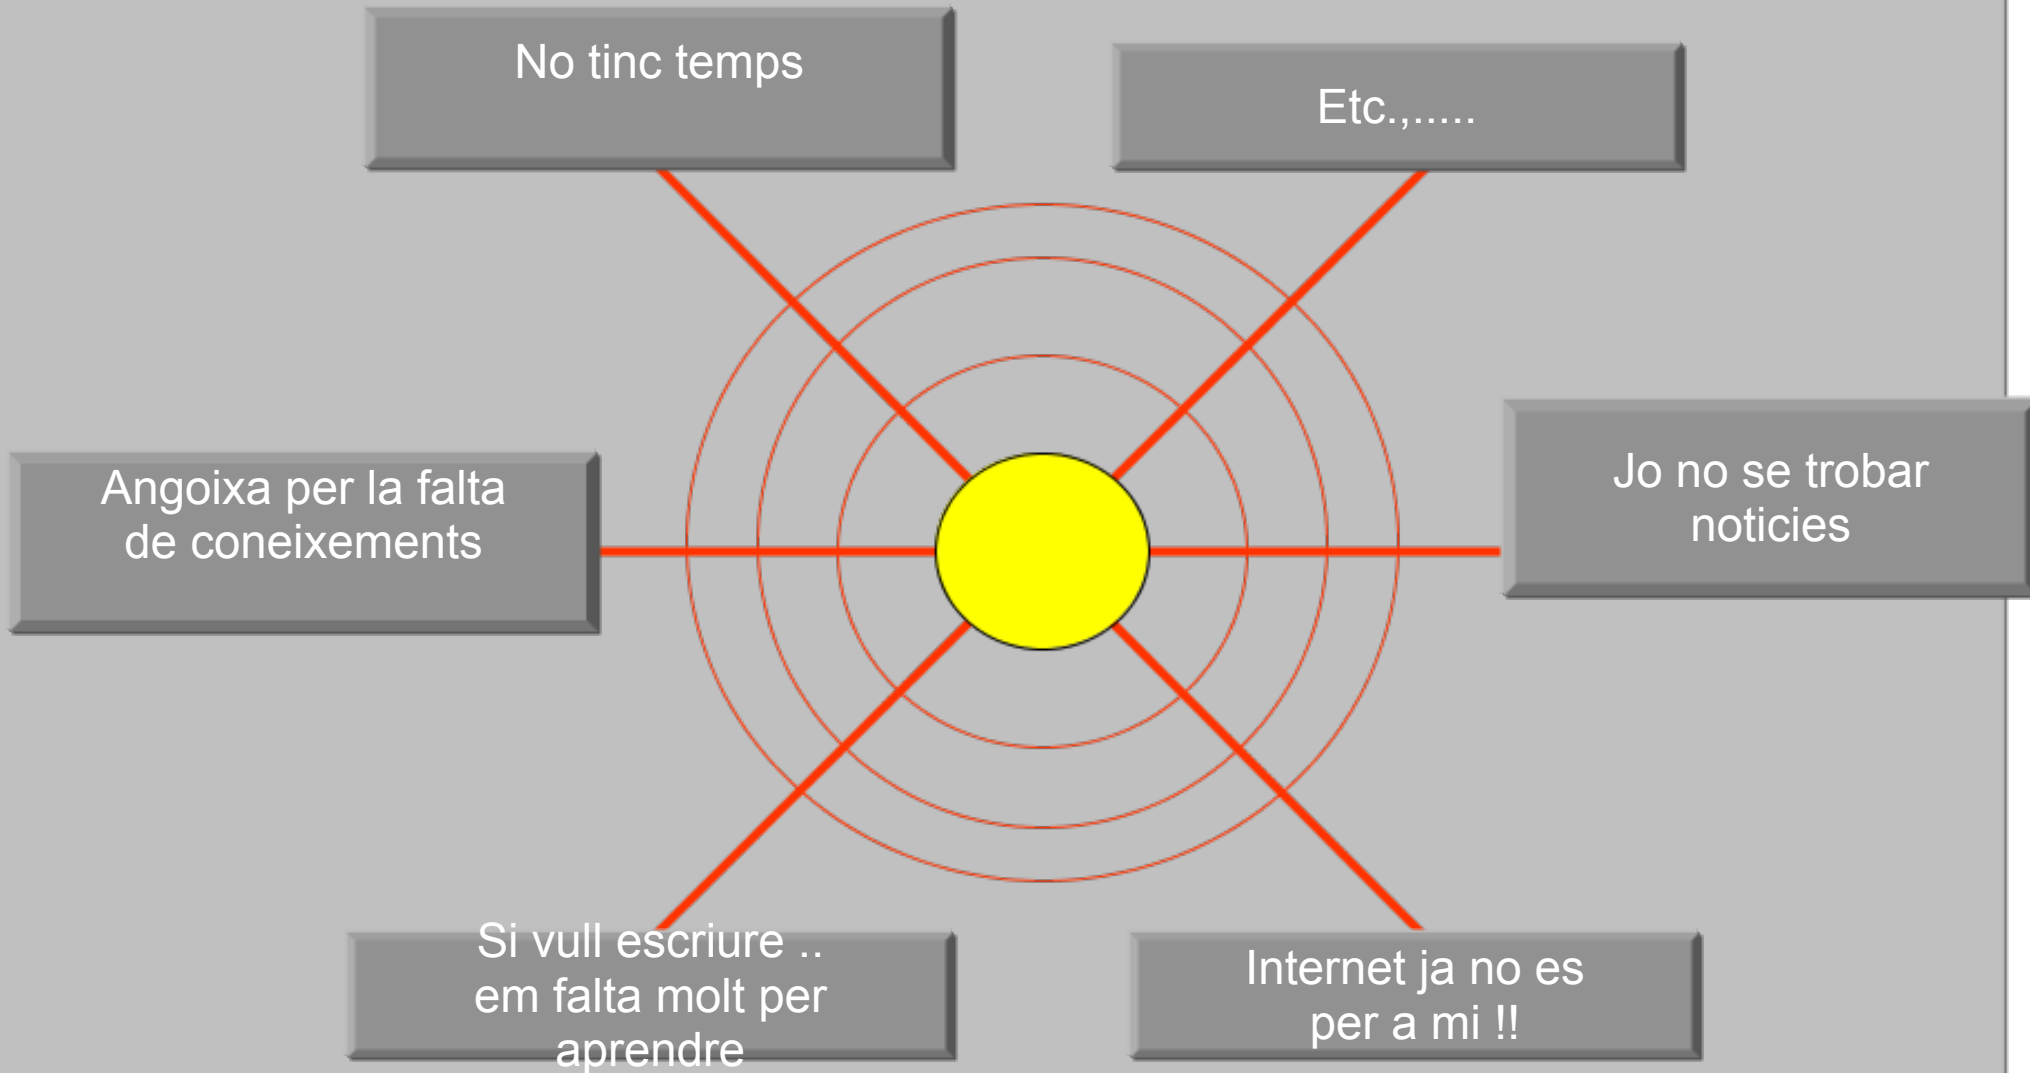 No tinc temps
Etc.,.....
Angoixa per la falta
de coneixements
Jo no se trobar
noticies
Si vull escriure ..
em falta molt per
aprendre
Internet ja no es
per a mi !!